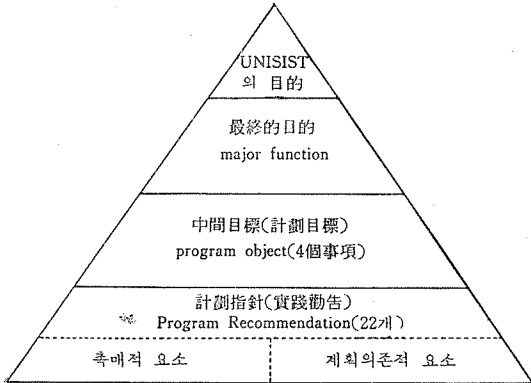 UNISIST
의 目的
最終的目的
major function
中間目標(計劃目標)
program object(4個事項)
計劃指針(實踐勸告)
Program Recommendation(22개)
촉매적 요소
계획의존적 요소